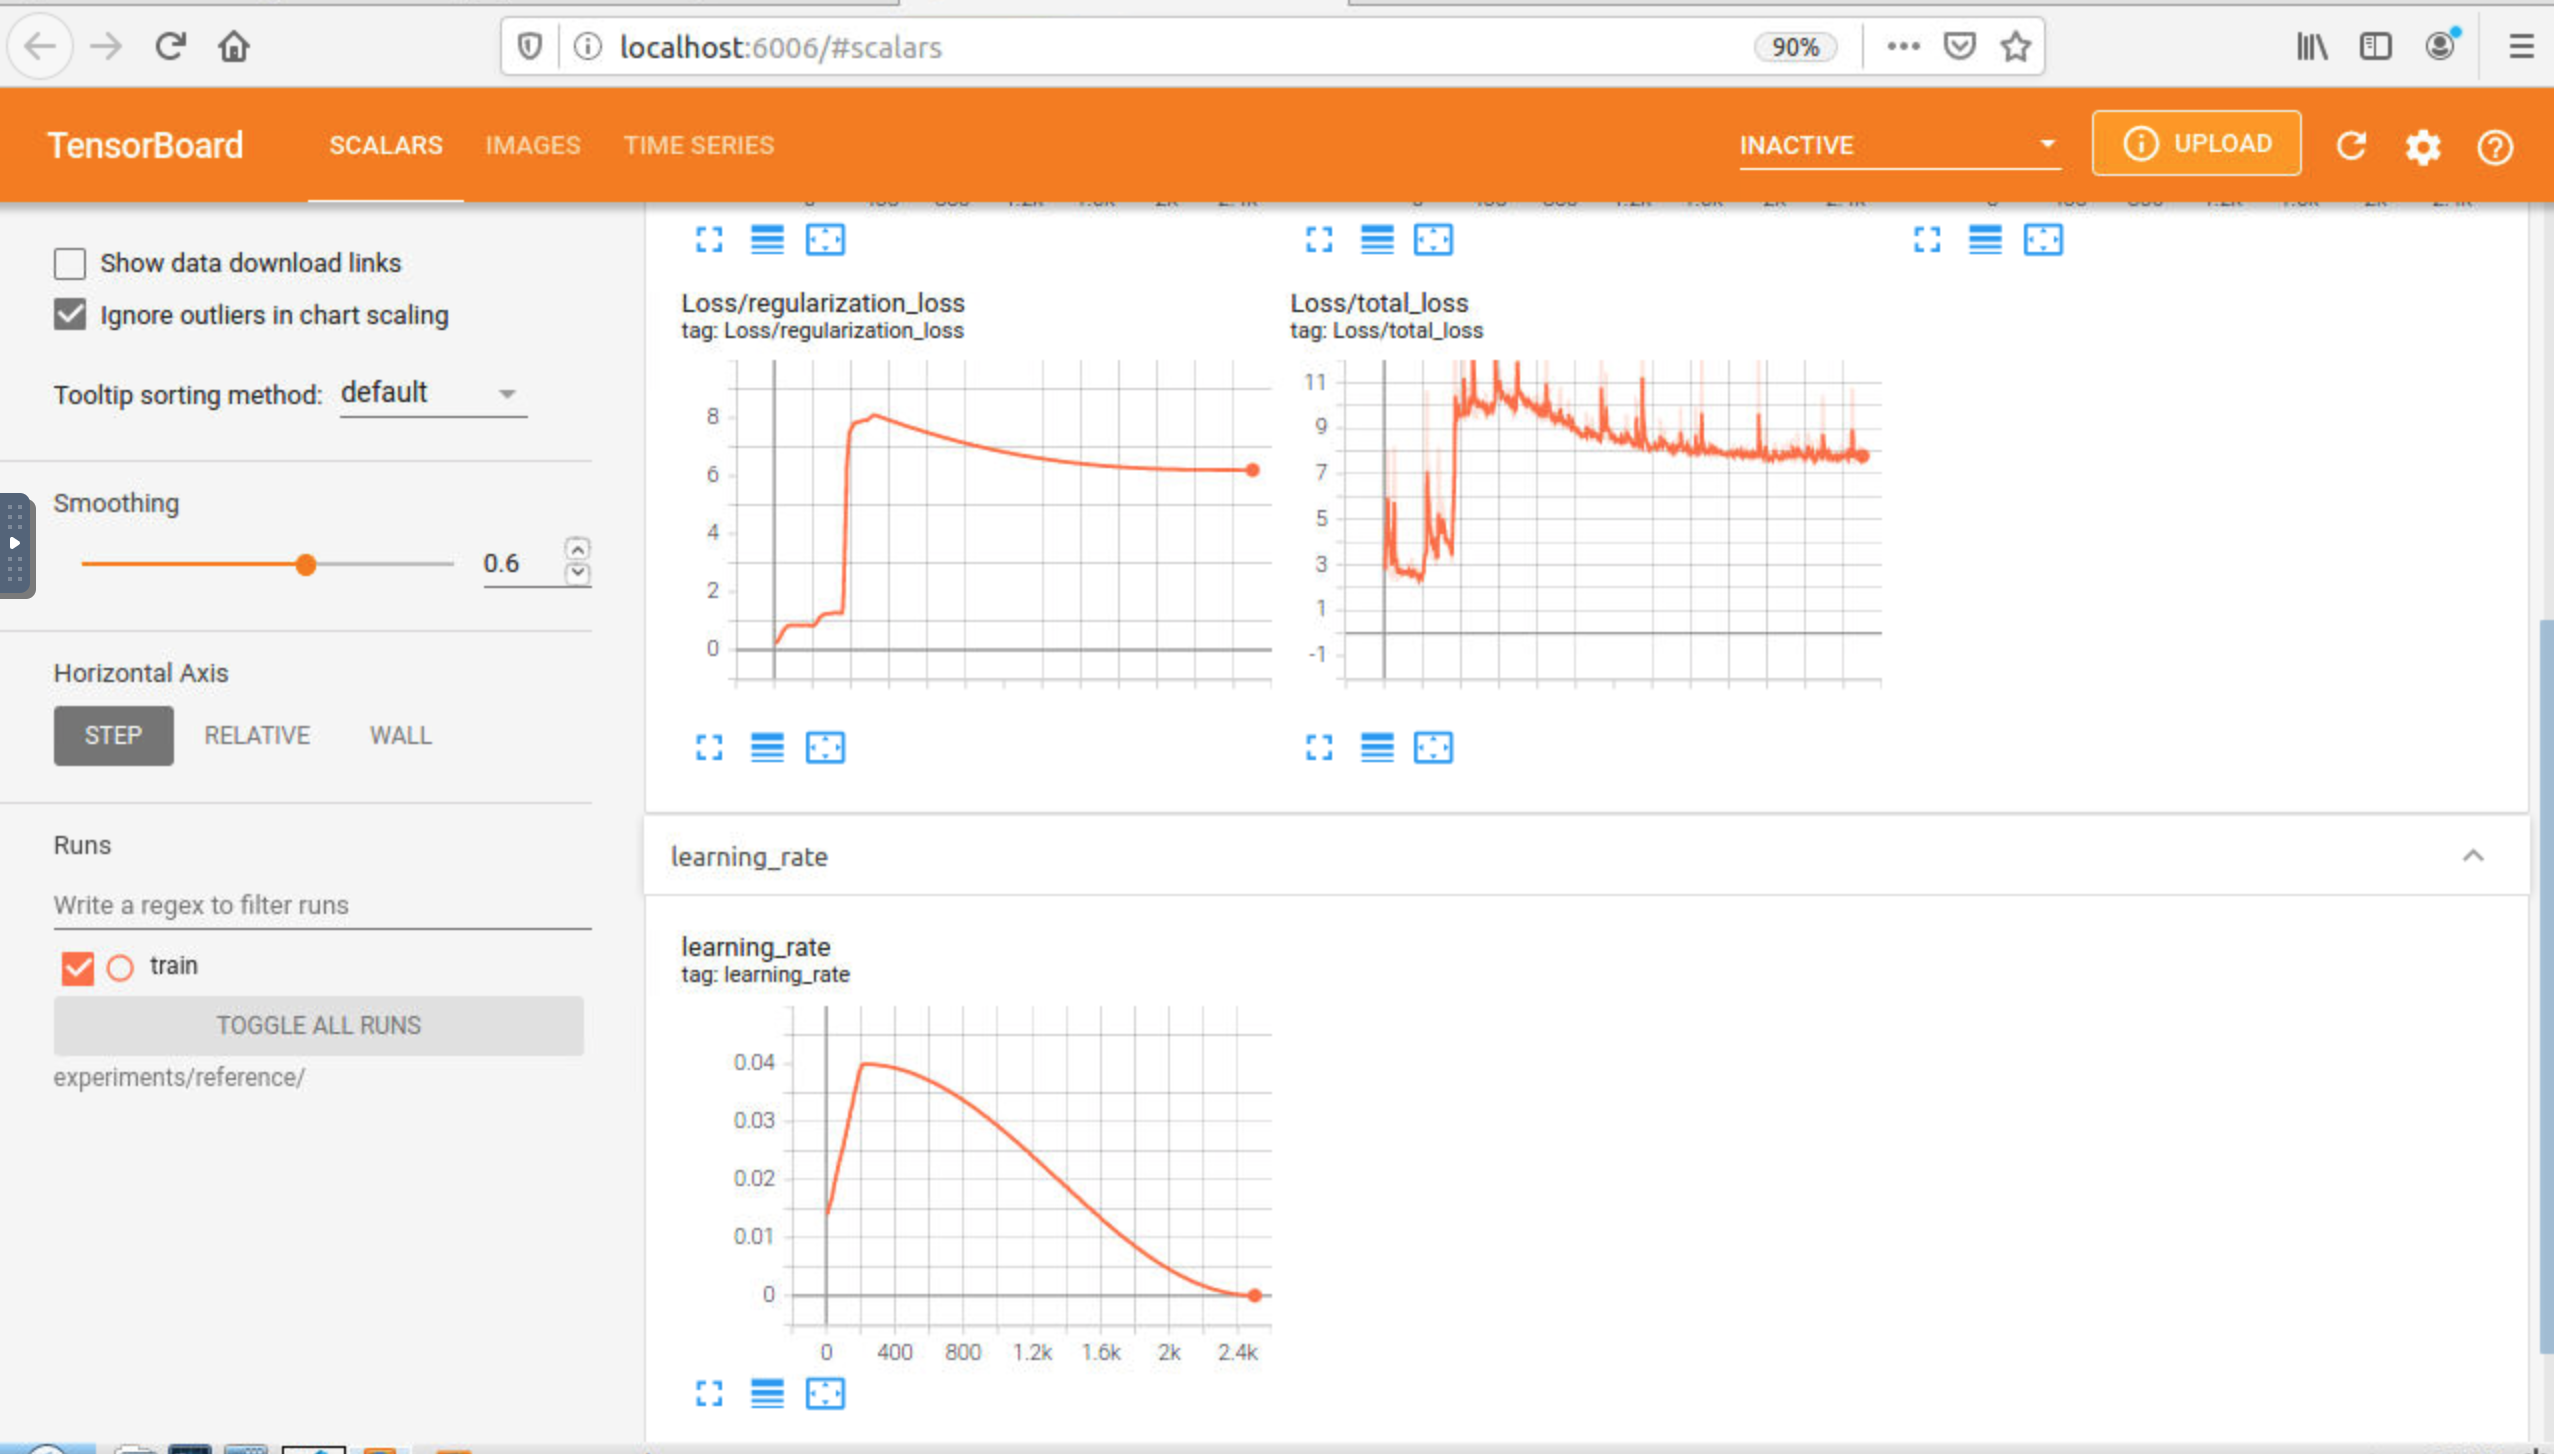 localhost:6006/#scalars
90%
TensorBoard
SCALARS
IMAGES
TIME SERIES
INACTIVE
UPLOAD
Show data download links
Ignore outliers in chart scaling
Tooltip sorting method: default
Smoothing
0.6
Horizontal Axis
STEP
RELATIVE
WALL
Runs
Write a regex to filter runs
train
TOGGLE ALL RUNS
experiments/reference/
Loss/regularization_loss
tag: Loss/regularization_loss
8
6
4
2
0
Loss/total_loss
tag: Loss/total_loss
11
9
7
5
3
1
-1
learning_rate
learning_rate
tag: learning_rate
0.04
0.03
0.02
0.01
0
0 400 800 1.2k 1.6k 2k 2.4k